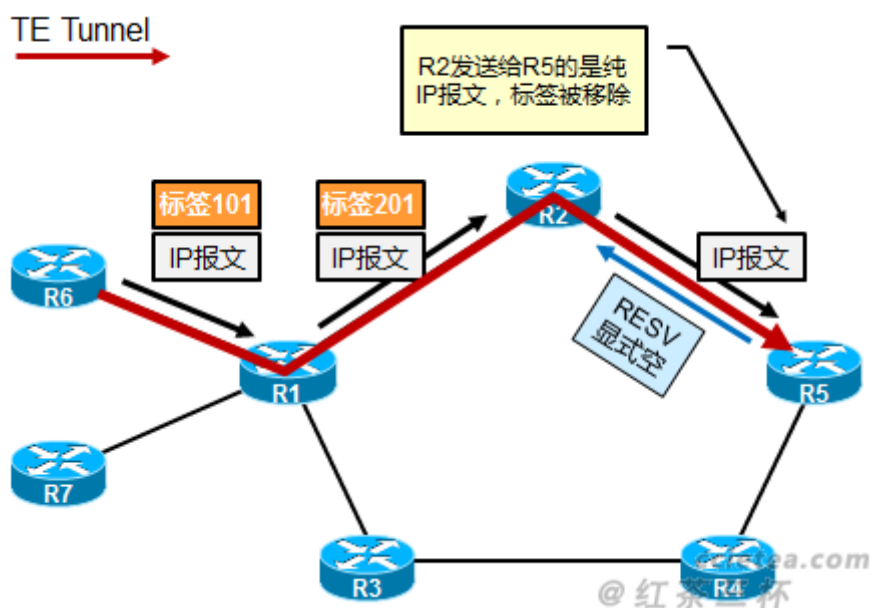 TE Tunnel
R2发送给R5的是纯
IP报文，标签被移除
标签101
标签201
R2
IP报文
IP报文
IP报文
R6
RESV
显式空
R1
R5
R7
R3
R4
@红茶三杯